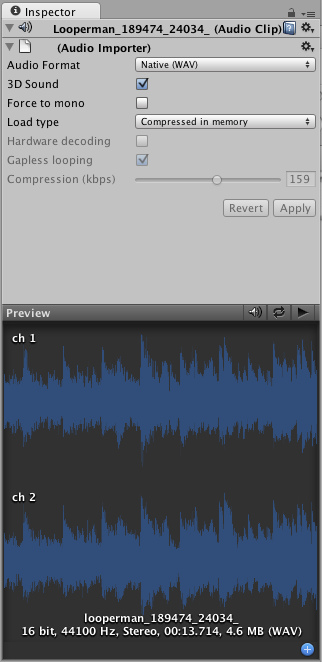 Inspector
Looperman_189474_24034_ (Audio Clip)
(Audio Importer)
Audio Format Native (WAV)
3D Sound
Force to mono
Load type Compressed in memory
Hardware decoding
Gapless looping
Compression (kbps) 159
Revert Apply
Preview
ch 1
ch 2
looperman_189474_24034_
16 bit, 44100 Hz, Stereo, 00:13.714, 4.6 MB (WAV)